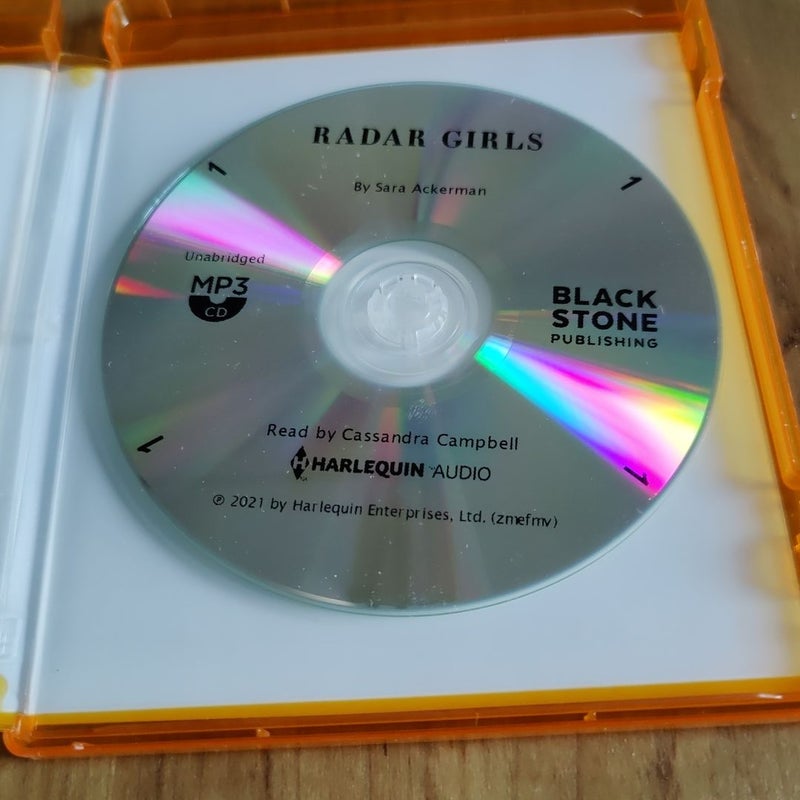 RADAR GIRLS
1
1
By Sara Ackerman
Unabridged
MP3
CD
BLACK
STONE
PUBLISHING
Read by Cassandra Campbell
H HARLEQUIN™ AUDIO
1
1
℗ 2021 by Harlequin Enterprises, Ltd. (zmefmv)